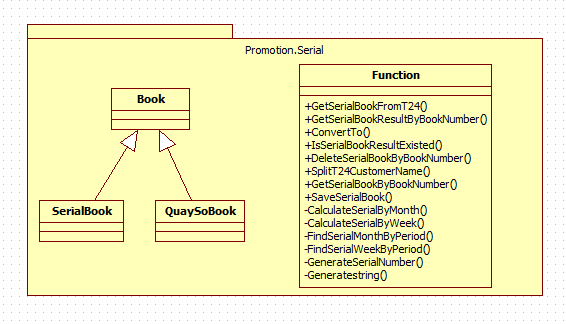 Promotion.Serial
Book
SerialBook
QuaySoBook
Function
+GetSerialBookFromT24()
+GetSerialBookResultByBookNumber()
+ConvertTo()
+IsSerialBookResultExisted()
+DeleteSerialBookByBookNumber()
+SplitT24CustomerName()
+GetSerialBookByBookNumber()
+SaveSerialBook()
-CalculateSerialByMonth()
-CalculateSerialByWeek()
-FindSerialMonthByPeriod()
-FindSerialWeekByPeriod()
-GenerateSerialNumber()
-Generatestring()